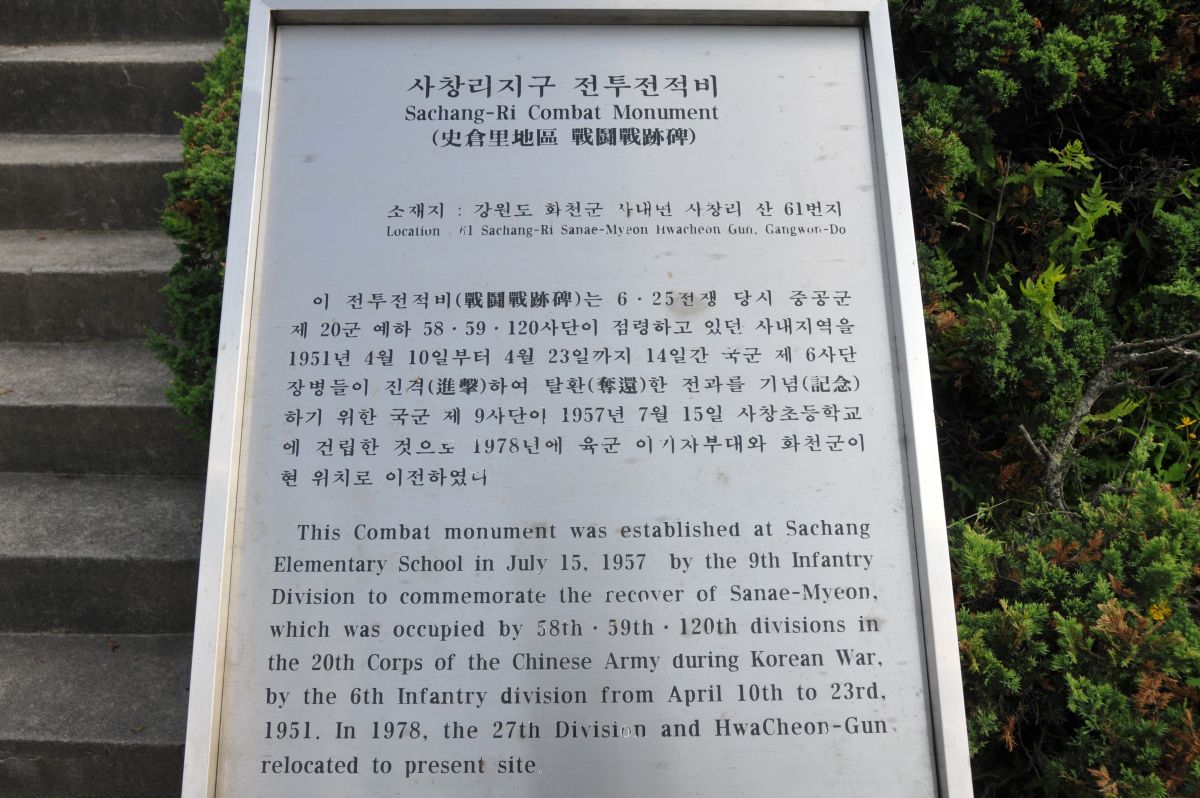 사창리지구 전투전적비
Sachang-Ri Combat Monument
(史倉里地區 戰鬪戰跡碑)
소재지 : 강원도 화천군 사내면 사창리 산 61번지
Location : 61 Sachang-Ri Sanae-Myeon Hwacheon Gun, Gangwon-Do
이 전투전적비(戰鬪戰跡碑)는 6·25전쟁 당시 중공군
제 20군 예하 58·59·120사단이 점령하고 있던 사내지역을
1951년 4월 10일부터 4월 23일까지 14일간 국군 제 6사단
장병들이 진격(進擊)하여 탈환(奪還)한 전과를 기념(記念)
하기 위한 국군 제 9사단이 1957년 7월 15일 사창초등학교
에 건립한 것으로 1978년에 육군 이기자부대와 화천군이
현 위치로 이전하였다
This Combat monument was established at Sachang
Elementary School in July 15, 1957 by the 9th Infantry
Division to commemorate the recover of Sanae-Myeon,
which was occupied by 58th·59th·120th divisions in
the 20th Corps of the Chinese Army during Korean War,
by the 6th Infantry division from April 10th to 23rd,
1951. In 1978, the 27th Division and HwaCheon-Gun
relocated to present site.